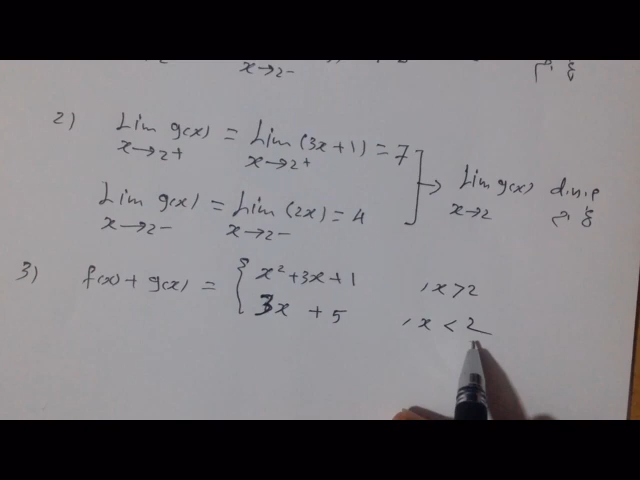 x→2-
2) Lim g(x) = Lim (3x+1) = 7
x→2+ x→2+
Lim g(x) d.n.e
x→2
Lim g(x) = Lim (2x) = 4
x→2- x→2-
3) f(x) + g(x) = { x²+3x+1 , x>2
3x + 5 , x < 2